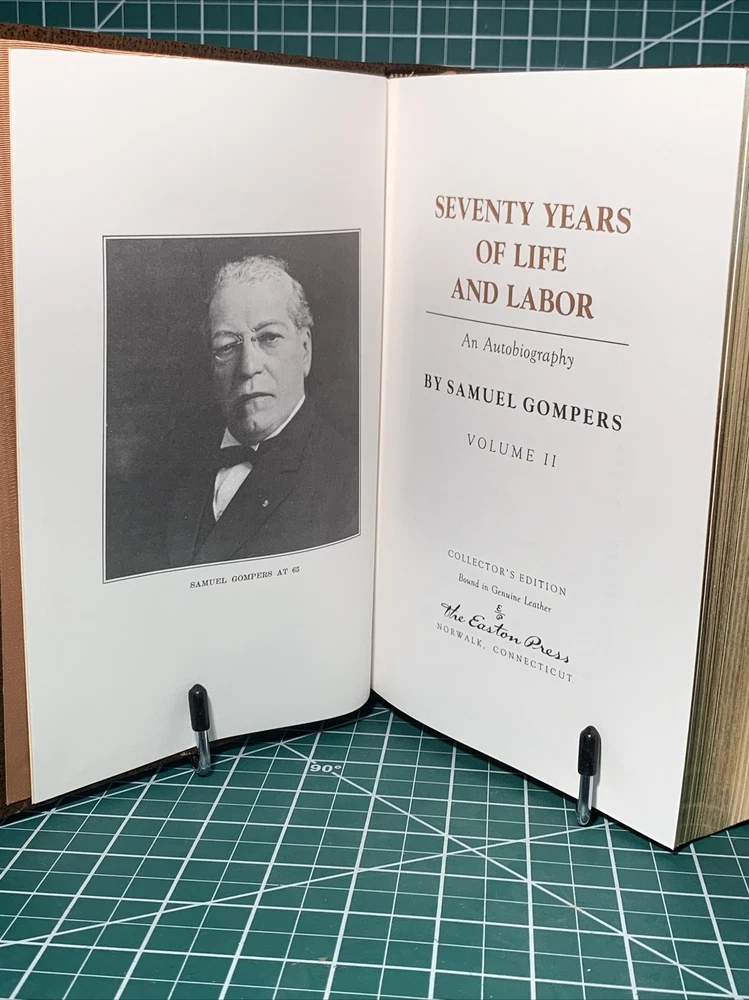 SAMUEL GOMPERS AT 65
SEVENTY YEARS
OF LIFE
AND LABOR
An Autobiography
BY SAMUEL GOMPERS
VOLUME II
COLLECTOR'S EDITION
Bound in Genuine Leather
The Easton Press
NORWALK, CONNECTICUT
90°